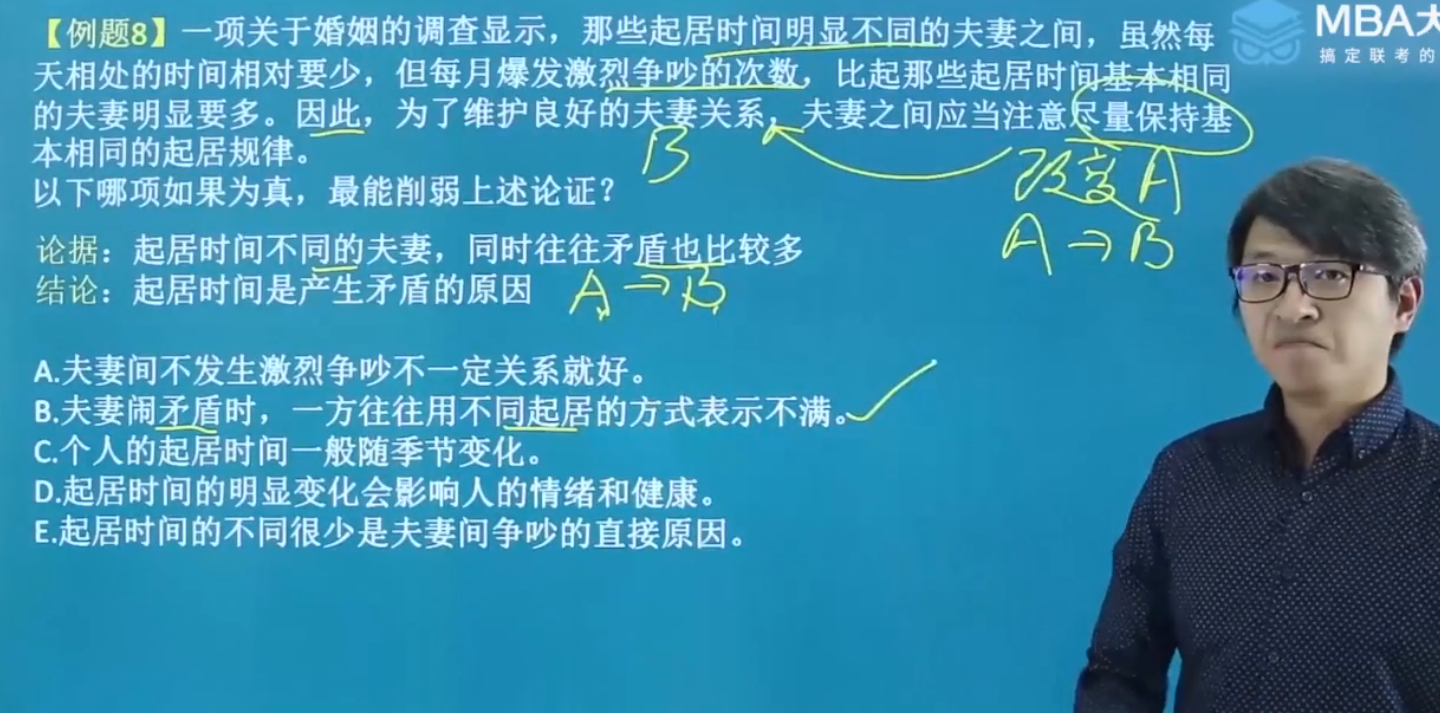 【例题8】一项关于婚姻的调查显示，那些起居时间明显不同的夫妻之间，虽然每
天相处的时间相对要少，但每月爆发激烈争吵的次数，比起那些起居时间基本相同
的夫妻明显要多。因此，为了维护良好的夫妻关系，夫妻之间应当注意尽量保持基
本相同的起居规律。
以下哪项如果为真，最能削弱上述论证？
B
改变A
A→B
论据：起居时间不同的夫妻，同时往往矛盾也比较多
结论：起居时间是产生矛盾的原因
A→B
A.夫妻间不发生激烈争吵不一定关系就好。
B.夫妻闹矛盾时，一方往往用不同起居的方式表示不满。
C.个人的起居时间一般随季节变化。
D.起居时间的明显变化会影响人的情绪和健康。
E.起居时间的不同很少是夫妻间争吵的直接原因。
MBA大
搞定联考的